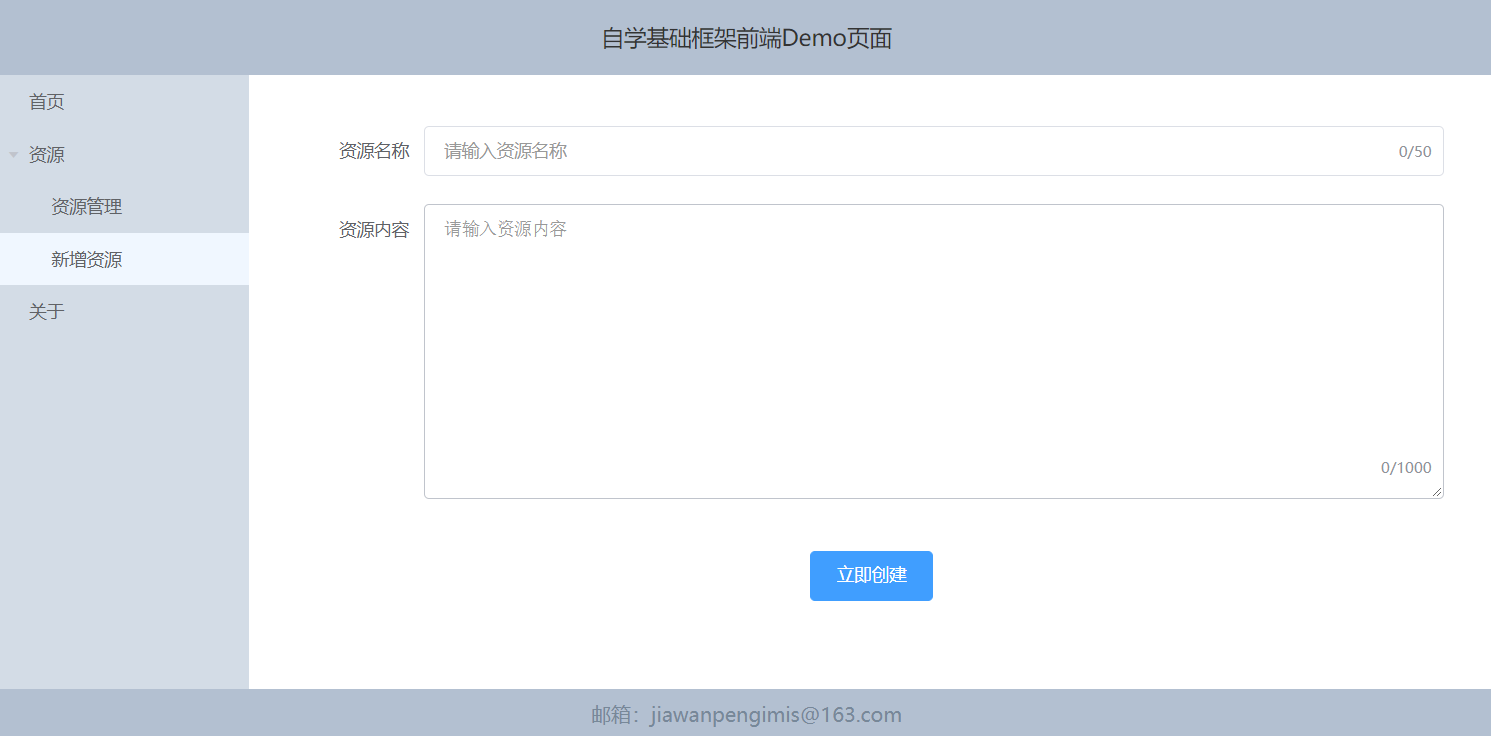 自学基础框架前端Demo页面
首页
资源
资源管理
新增资源
关于
资源名称
请输入资源名称
0/50
资源内容
请输入资源内容
0/1000
立即创建
邮箱：jiawanpengimis@163.com